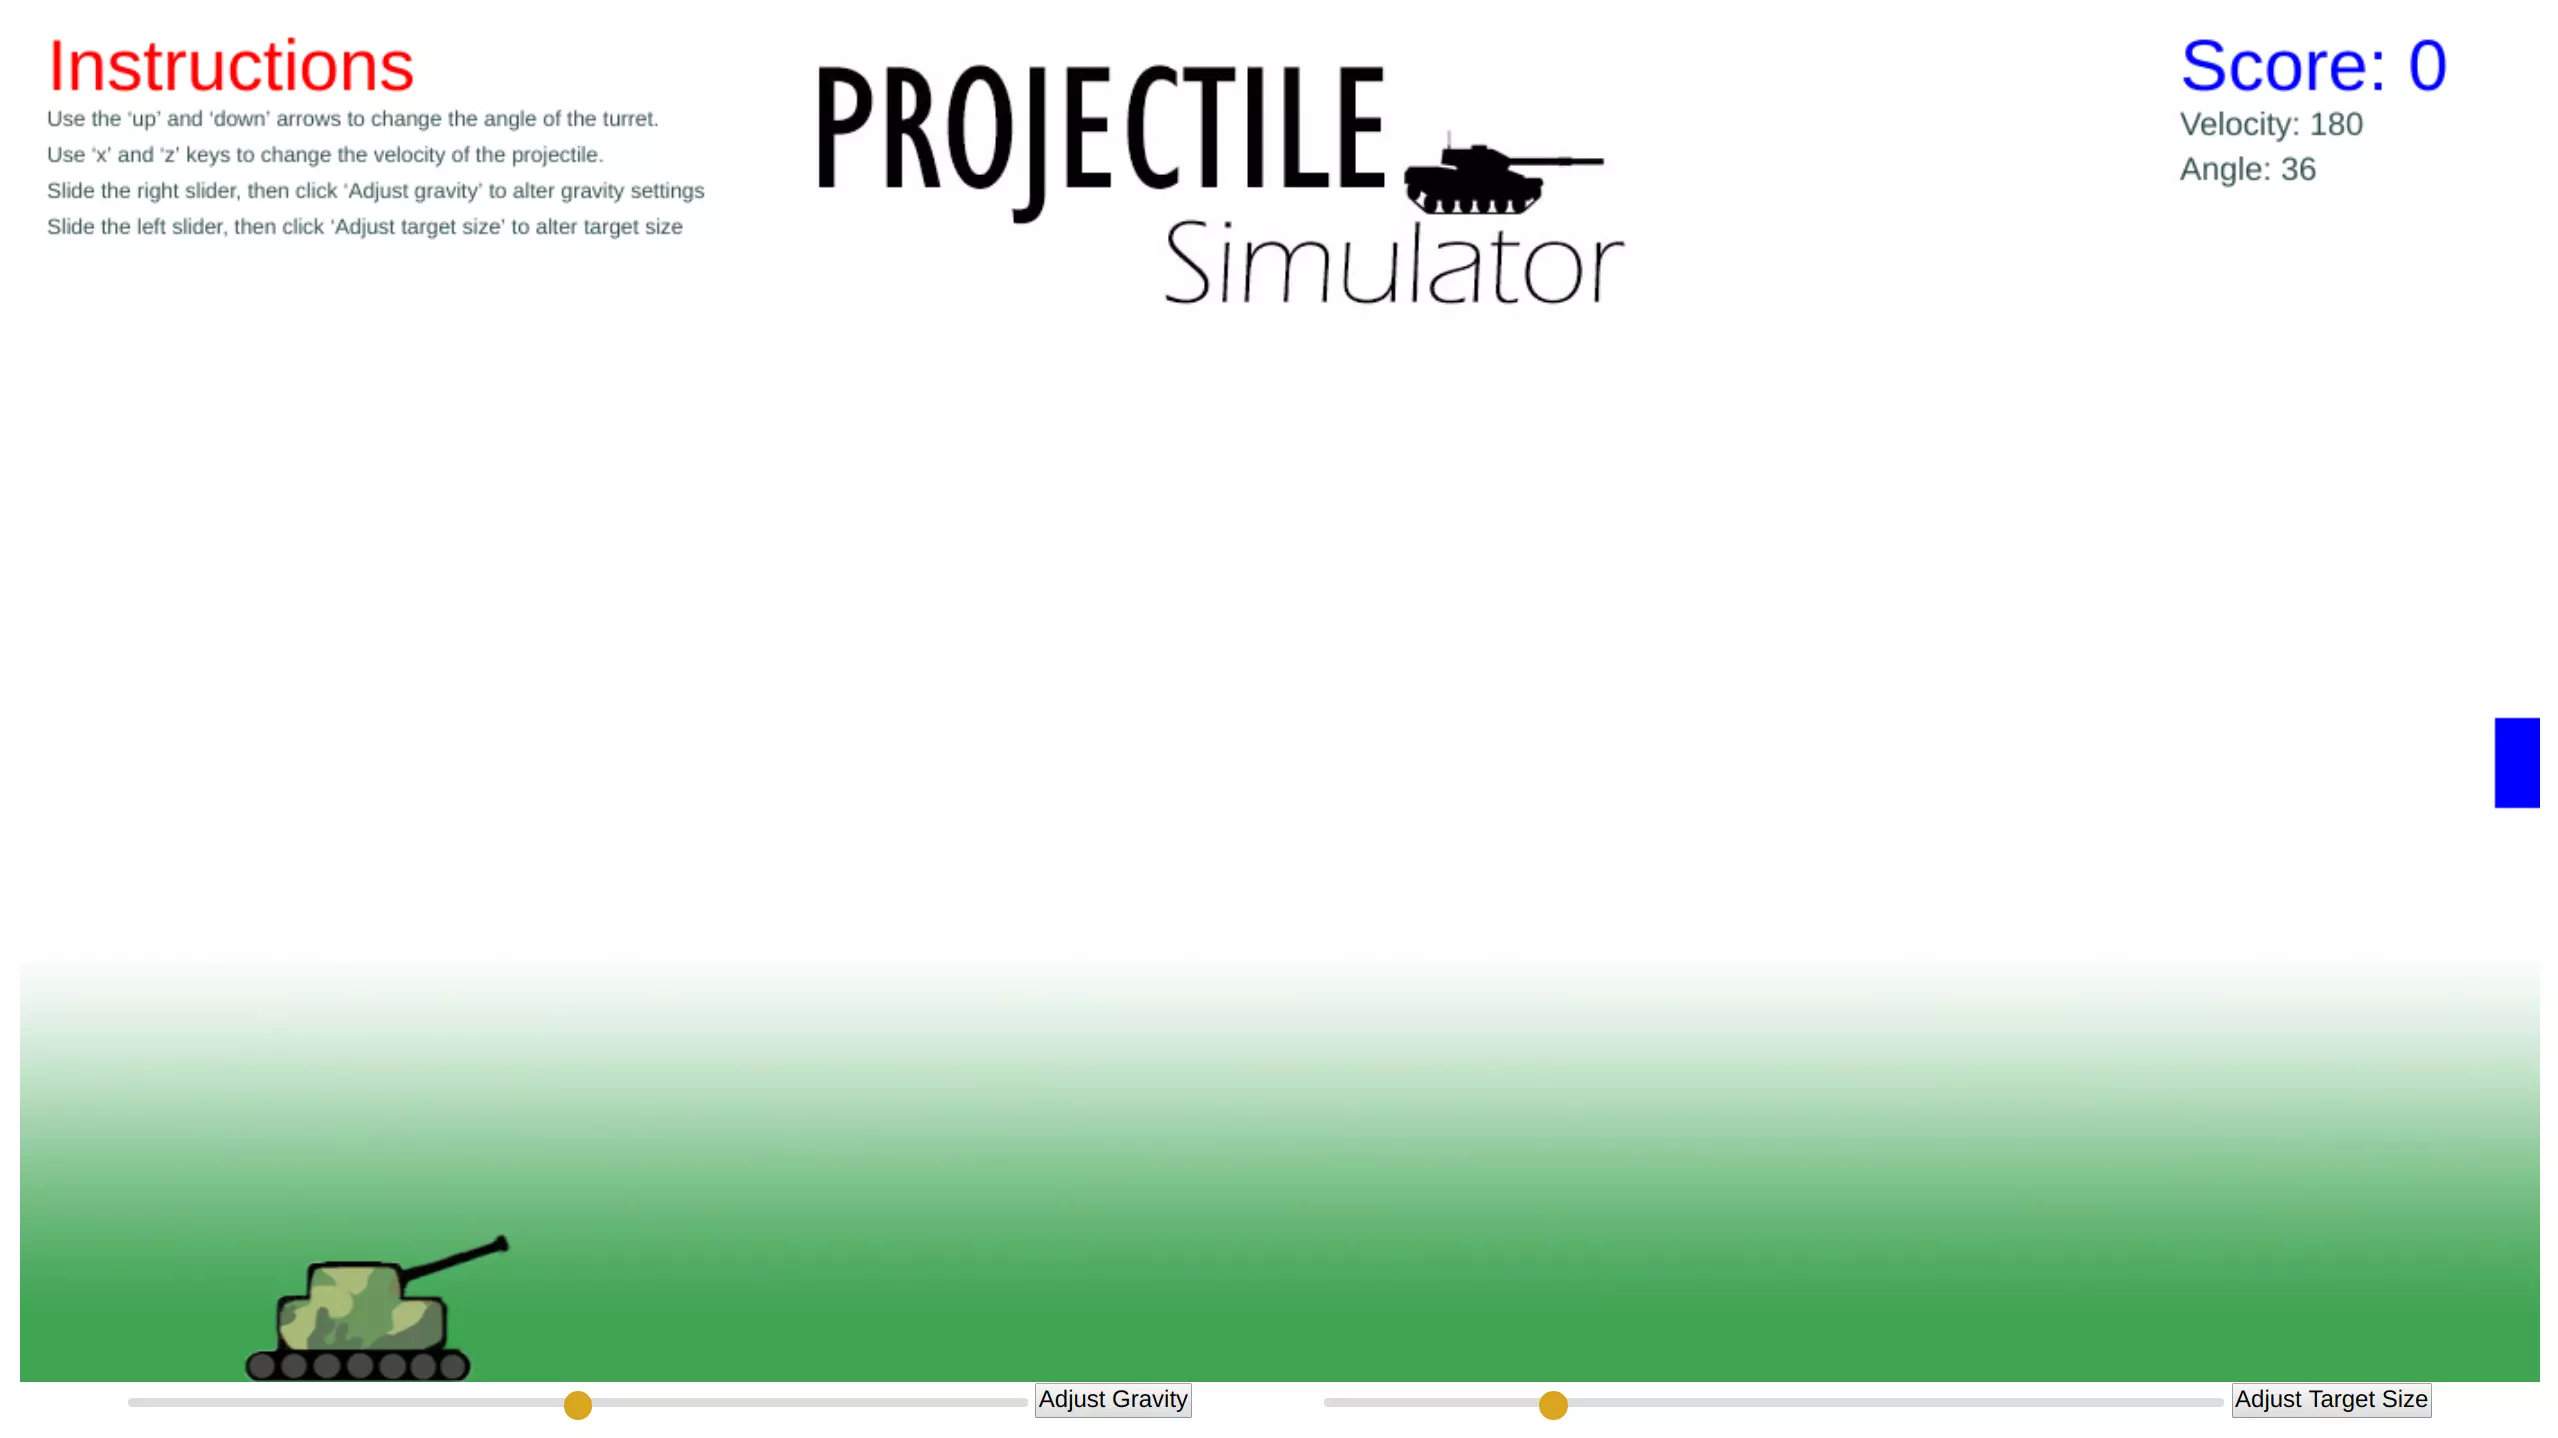 Instructions
Use the ‘up’ and ‘down’ arrows to change the angle of the turret.
Use ‘x’ and ‘z’ keys to change the velocity of the projectile.
Slide the right slider, then click ‘Adjust gravity’ to alter gravity settings
Slide the left slider, then click ‘Adjust target size’ to alter target size
PROJECTILE
Simulator
Score: 0
Velocity: 180
Angle: 36
Adjust Gravity
Adjust Target Size